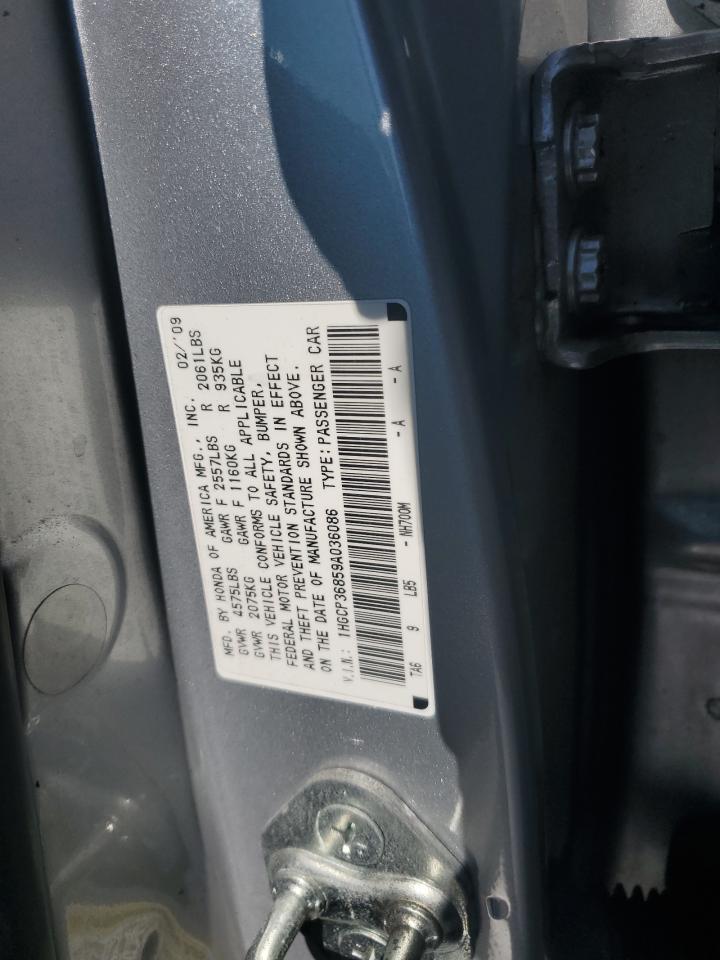 MFD. BY HONDA OF AMERICA MFG., INC. 02/'09
GVWR 4575LBS GAWR F 2557LBS R 2061LBS
GVWR 2075KG GAWR F 1160KG R 935KG
THIS VEHICLE CONFORMS TO ALL APPLICABLE
FEDERAL MOTOR VEHICLE SAFETY, BUMPER,
AND THEFT PREVENTION STANDARDS IN EFFECT
ON THE DATE OF MANUFACTURE SHOWN ABOVE.
V.I.N.: 1HGCP36859A036086 TYPE: PASSENGER CAR
TA6 9 LB5 - NH700M - A - A